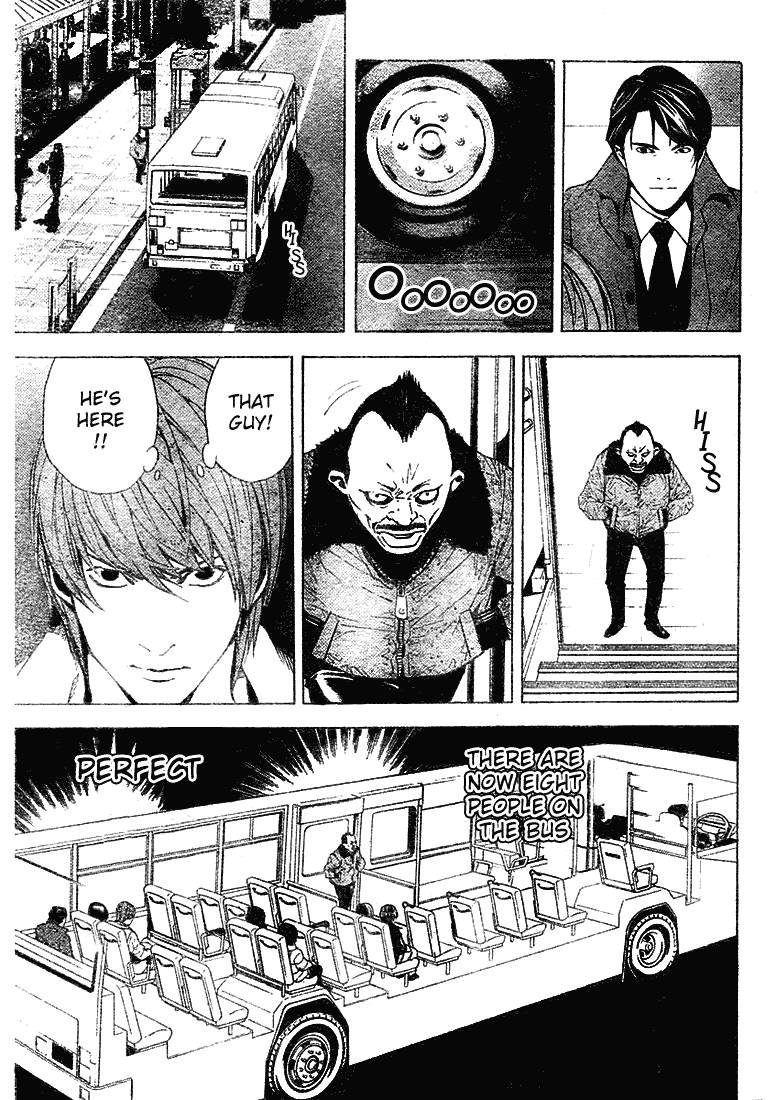 OOOOOOO
HISS
HISS
THAT
GUY!
HE'S
HERE
!!
THERE ARE
NOW EIGHT
PEOPLE ON
THE BUS
PERFECT